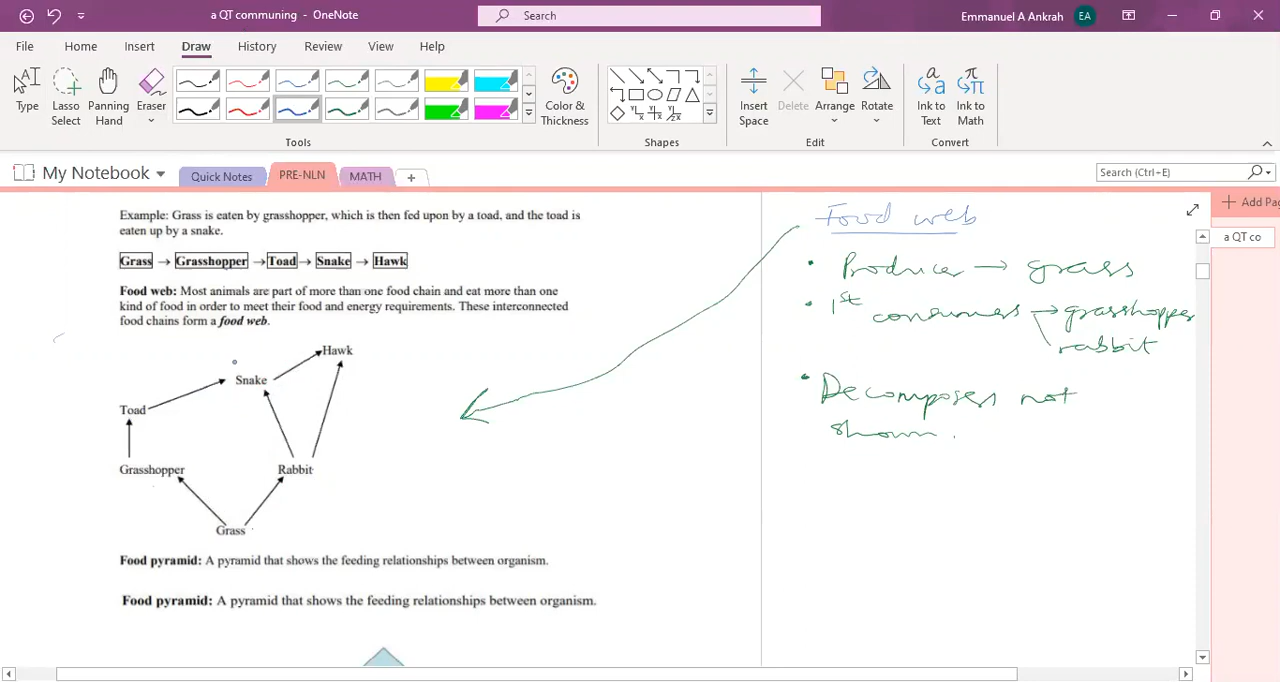 a QT communing - OneNote
Search
Emmanuel A Ankrah
EA
File
Home
Insert
Draw
History
Review
View
Help
Type
Lasso Select
Panning Hand
Eraser
Color & Thickness
Insert Space
Delete
Arrange
Rotate
Ink to Text
Ink to Math
Tools
Shapes
Edit
Convert
My Notebook
Quick Notes
PRE-NLN
MATH
Search (Ctrl+E)
Add Pag
a QT co
Example: Grass is eaten by grasshopper, which is then fed upon by a toad, and the toad is
eaten up by a snake.
Grass → Grasshopper → Toad → Snake → Hawk
Food web: Most animals are part of more than one food chain and eat more than one
kind of food in order to meet their food and energy requirements. These interconnected
food chains form a food web.
Hawk
Snake
Toad
Grasshopper
Rabbit
Grass
Food pyramid: A pyramid that shows the feeding relationships between organism.
Food pyramid: A pyramid that shows the feeding relationships between organism.
Food web
• Producer → grass
• 1st consumers → grasshopper
rabbit
• Decomposers not
shown.